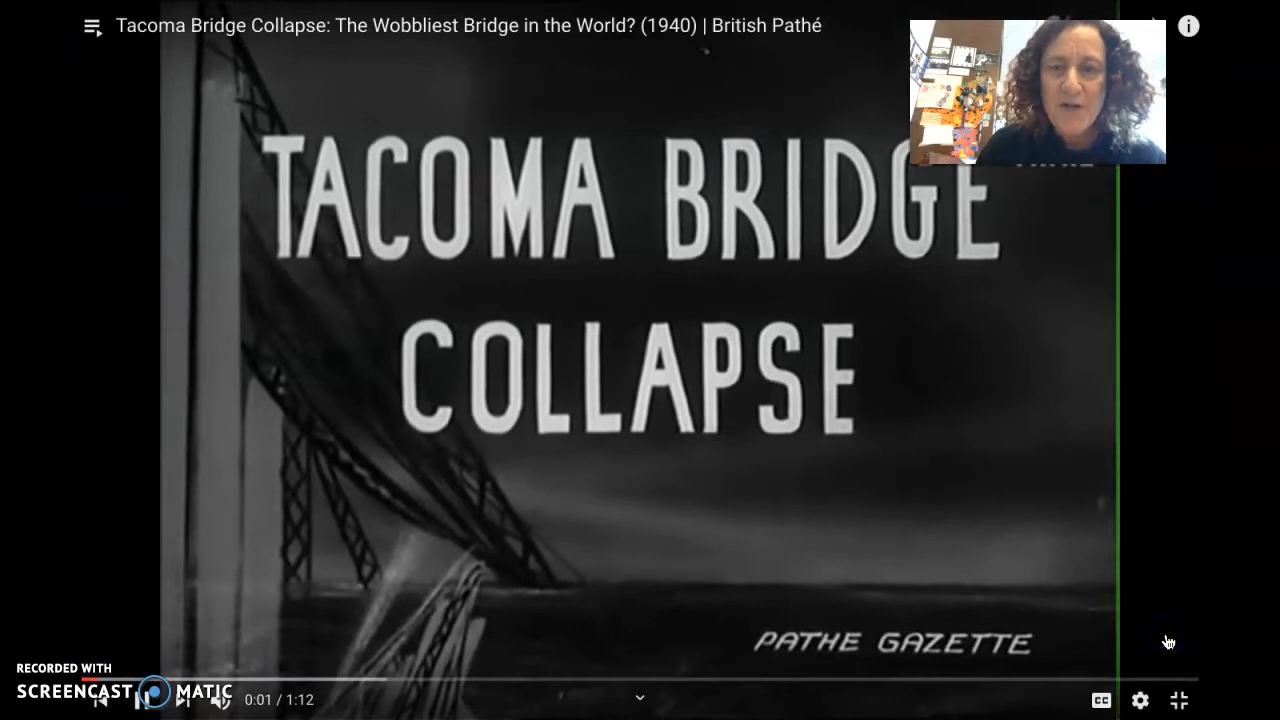 Tacoma Bridge Collapse: The Wobbliest Bridge in the World? (1940) | British Pathé
TACOMA BRIDGE
COLLAPSE
PATHE GAZETTE
RECORDED WITH
SCREENCAST MATIC
0:01 / 1:12
CC